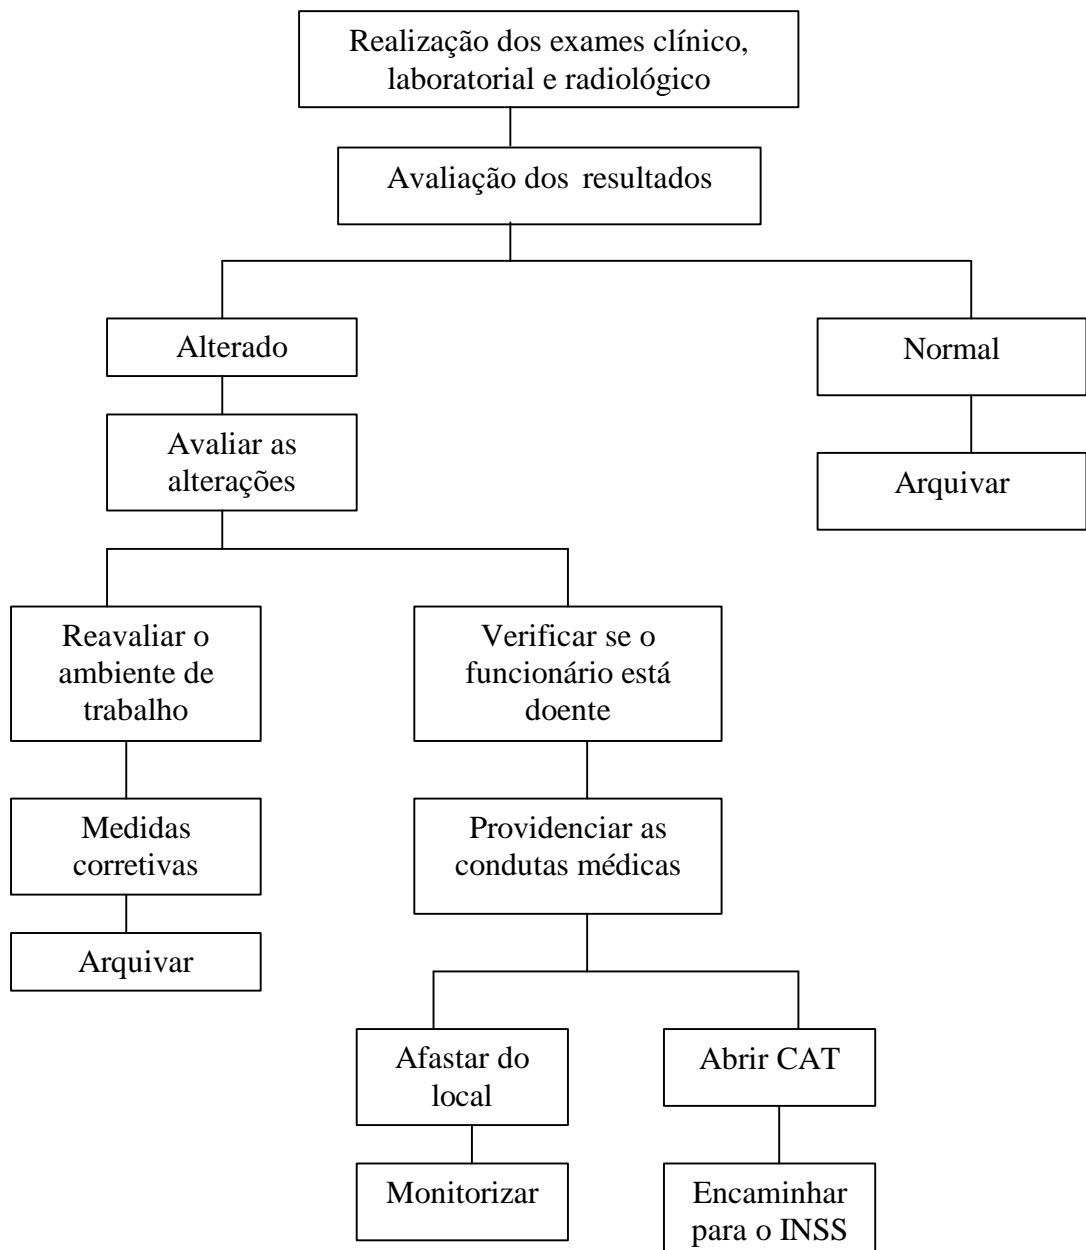 Realização dos exames clínico,
laboratorial e radiológico
Avaliação dos resultados
Alterado
Normal
Avaliar as
alterações
Arquivar
Reavaliar o
ambiente de
trabalho
Verificar se o
funcionário está
doente
Medidas
corretivas
Providenciar as
condutas médicas
Arquivar
Afastar do
local
Abrir CAT
Monitorizar
Encaminhar
para o INSS